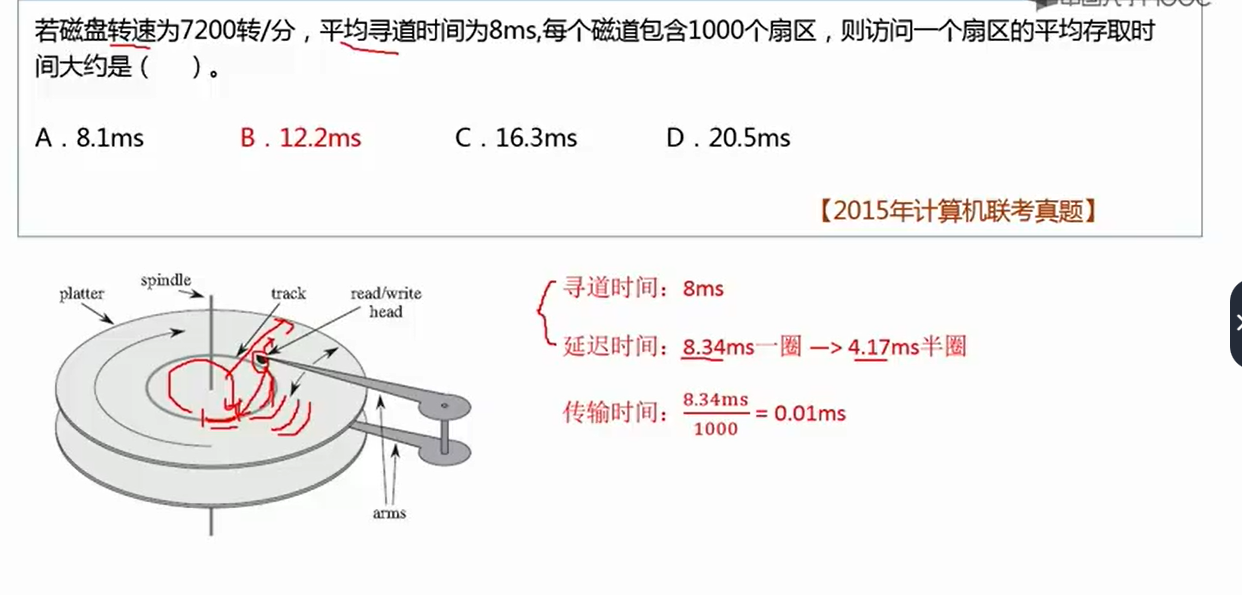 若磁盘转速为7200转/分，平均寻道时间为8ms,每个磁道包含1000个扇区，则访问一个扇区的平均存取时
间大约是（　）。
A．8.1ms B．12.2ms C．16.3ms D．20.5ms
【2015年计算机联考真题】
platter
spindle
track
read/write
head
arms
寻道时间：8ms
延迟时间：8.34ms一圈 —> 4.17ms半圈
传输时间：8.34ms/1000 = 0.01ms